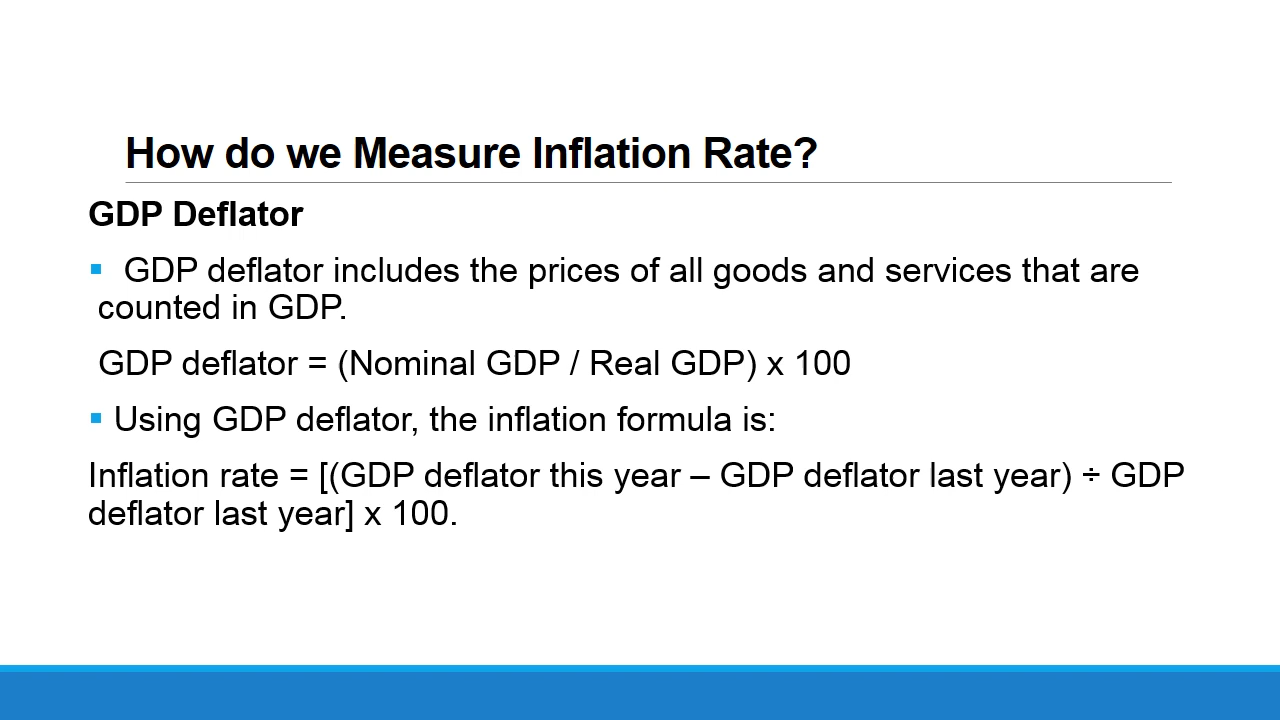 How do we Measure Inflation Rate?
GDP Deflator
▪ GDP deflator includes the prices of all goods and services that are
counted in GDP.
GDP deflator = (Nominal GDP / Real GDP) x 100
▪ Using GDP deflator, the inflation formula is:
Inflation rate = [(GDP deflator this year – GDP deflator last year) ÷ GDP
deflator last year] x 100.